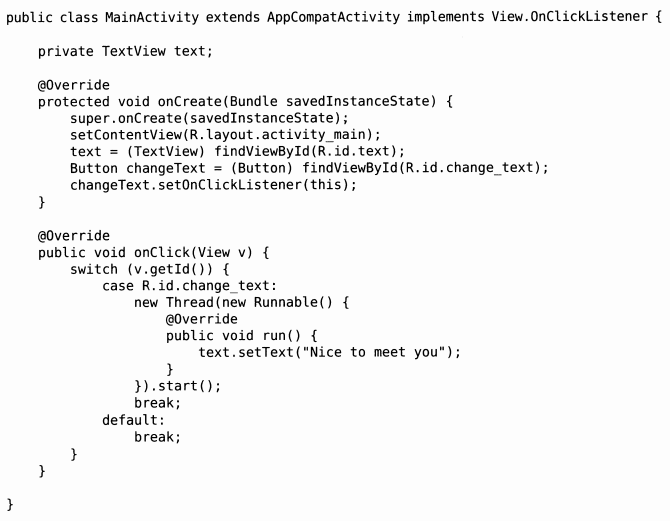 public class MainActivity extends AppCompatActivity implements View.OnClickListener {
private TextView text;
@Override
protected void onCreate(Bundle savedInstanceState) {
super.onCreate(savedInstanceState);
setContentView(R.layout.activity_main);
text = (TextView) findViewById(R.id.text);
Button changeText = (Button) findViewById(R.id.change_text);
changeText.setOnClickListener(this);
}
@Override
public void onClick(View v) {
switch (v.getId()) {
case R.id.change_text:
new Thread(new Runnable() {
@Override
public void run() {
text.setText("Nice to meet you");
}
}).start();
break;
default:
break;
}
}
}